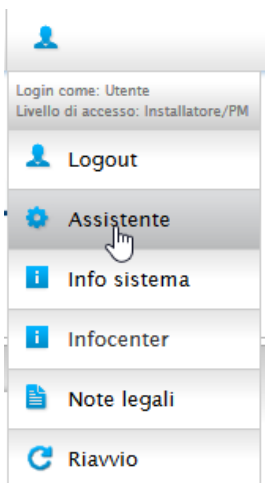 Login come: Utente
Livello di accesso: Installatore/PM
Logout
Assistente
Info sistema
Infocenter
Note legali
Riavvio